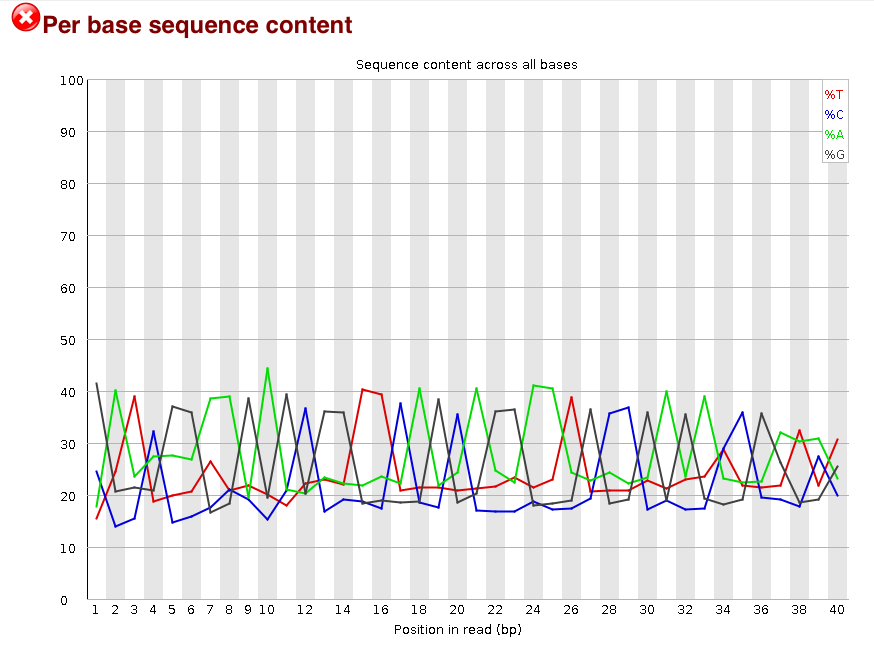 Per base sequence content
Sequence content across all bases
100
90
80
70
60
50
40
30
20
10
0
%T
%C
%A
%G
1 2 3 4 5 6 7 8 9 10 12 14 16 18 20 22 24 26 28 30 32 34 36 38 40
Position in read (bp)